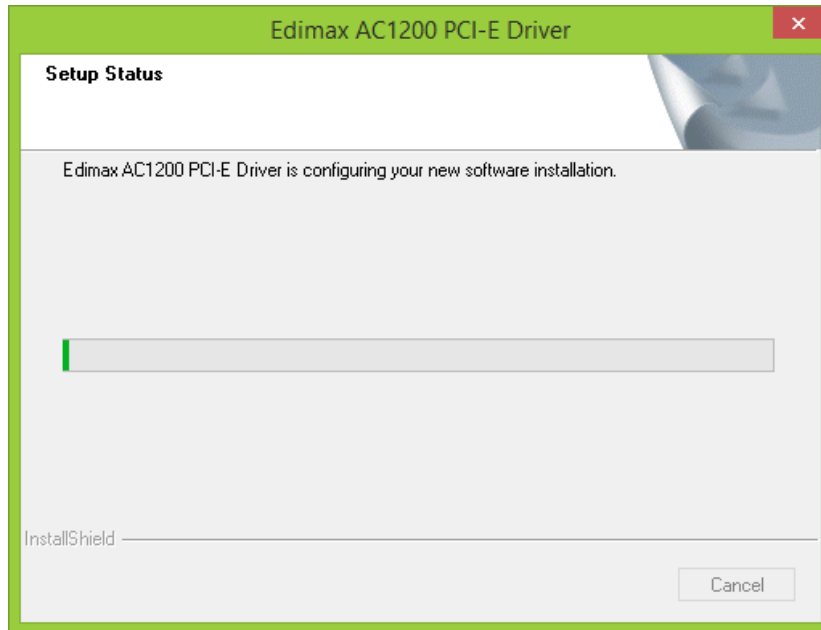 Edimax AC1200 PCI-E Driver
Setup Status
Edimax AC1200 PCI-E Driver is configuring your new software installation.
InstallShield
Cancel